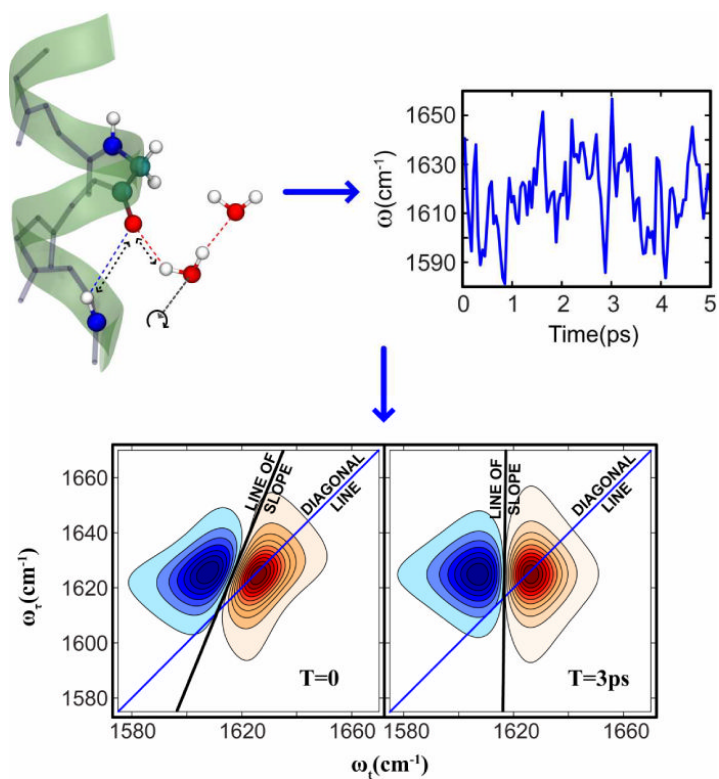 1650
1630
1610
1590
ω(cm⁻¹)
0 1 2 3 4 5
Time(ps)
1660
1640
1620
1600
1580
ωτ(cm⁻¹)
LINE OF
SLOPE
DIAGONAL
LINE
T=0
LINE OF
SLOPE
DIAGONAL
LINE
T=3ps
1580 1620 1660 1580 1620 1660
ωt(cm⁻¹)